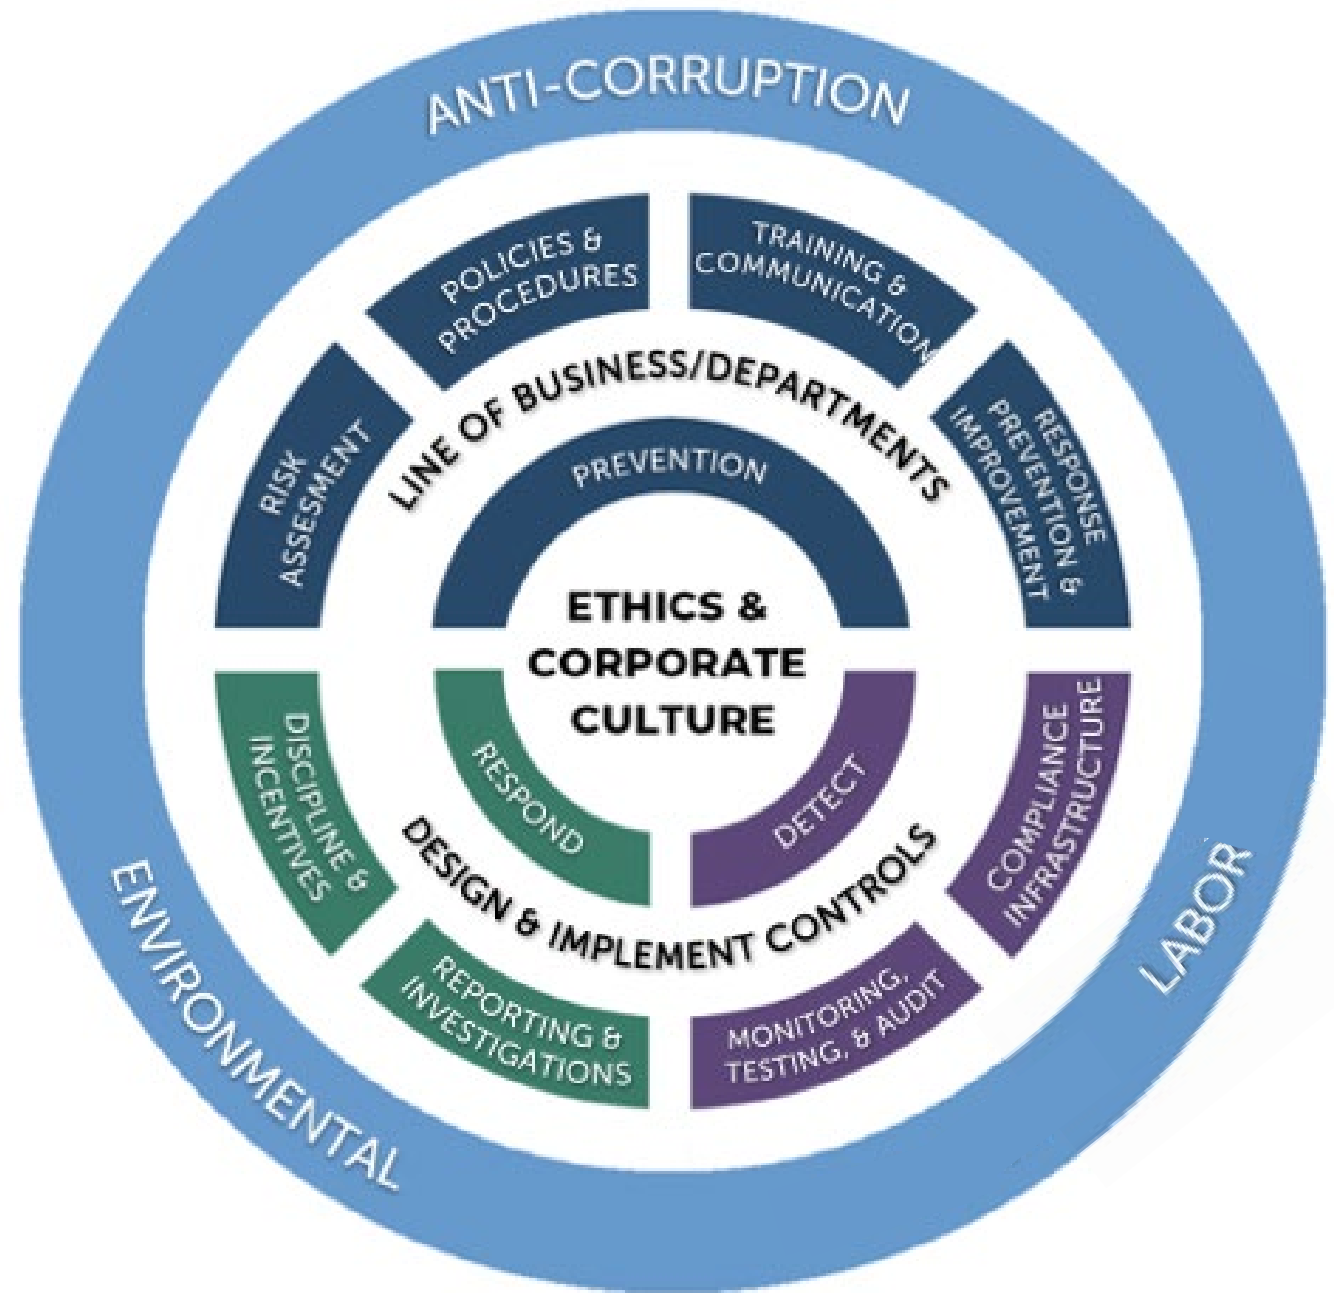 ANTI-CORRUPTION
POLICIES &
PROCEDURES
TRAINING &
COMMUNICATION
RISK
ASSESSMENT
RESPONSE
PREVENTION &
IMPROVEMENT
LINE OF BUSINESS/DEPARTMENTS
PREVENTION
ETHICS &
CORPORATE
CULTURE
RESPOND
DETECT
DISCIPLINE &
INCENTIVES
COMPLIANCE
INFRASTRUCTURE
DESIGN & IMPLEMENT CONTROLS
REPORTING &
INVESTIGATIONS
MONITORING,
TESTING, & AUDIT
ENVIRONMENTAL
LABOR